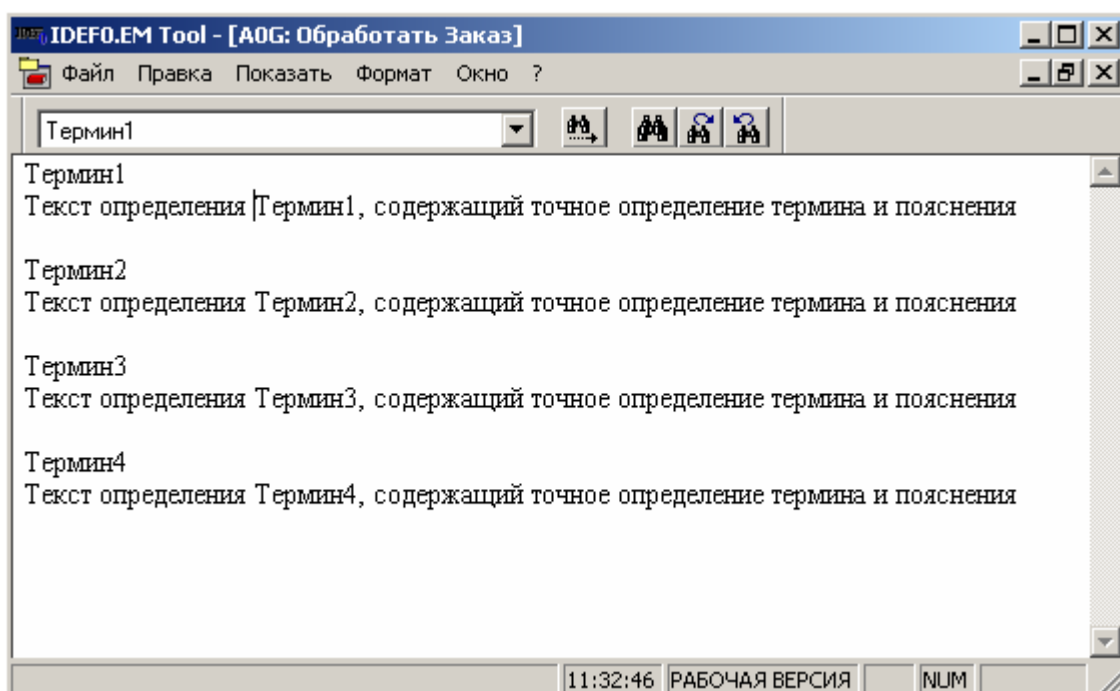 IDEF0.EM Tool - [A0G: Обработать Заказ]
Файл Правка Показать Формат Окно ?
Термин1
Термин1
Текст определения Термин1, содержащий точное определение термина и пояснения
Термин2
Текст определения Термин2, содержащий точное определение термина и пояснения
Термин3
Текст определения Термин3, содержащий точное определение термина и пояснения
Термин4
Текст определения Термин4, содержащий точное определение термина и пояснения
11:32:46 РАБОЧАЯ ВЕРСИЯ NUM